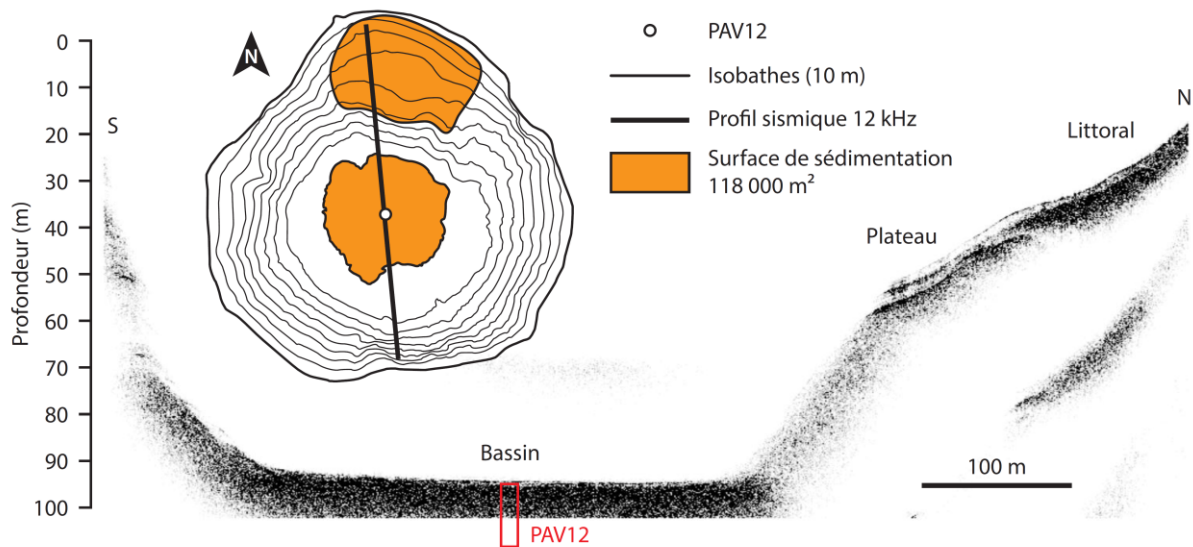 0
10
20
30
40
50
60
70
80
90
100
Profondeur (m)
S
N
PAV12
Isobathes (10 m)
Profil sismique 12 kHz
Surface de sédimentation
118 000 m²
N
Littoral
Plateau
Bassin
100 m
PAV12